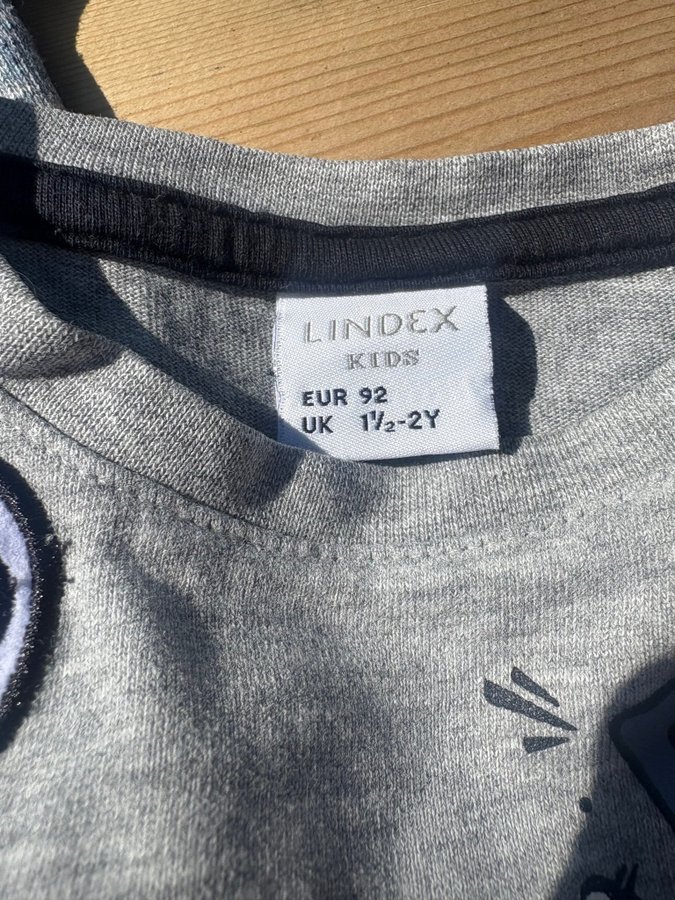 LINDEX
KIDS
EUR 92
UK 1½-2Y